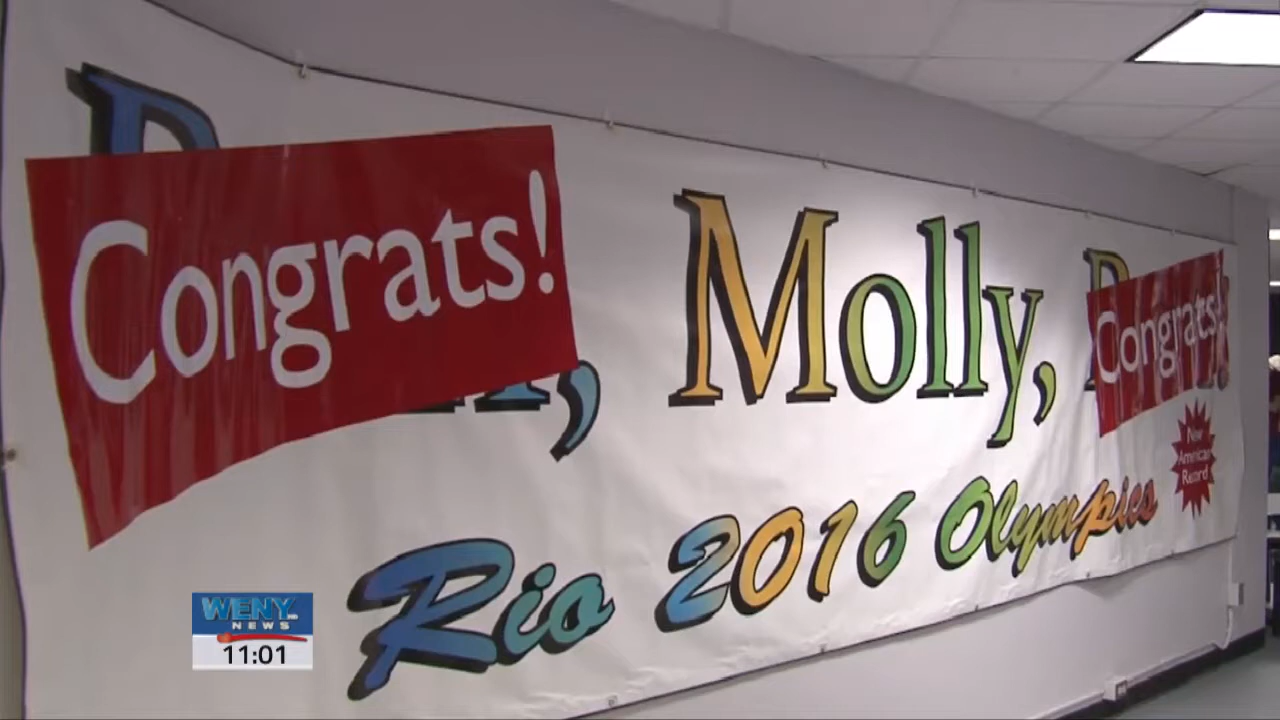 Congrats!
Molly,
Congrats!
New
American
Record
Rio 2016 Olympics
WENY
NEWS
11:01